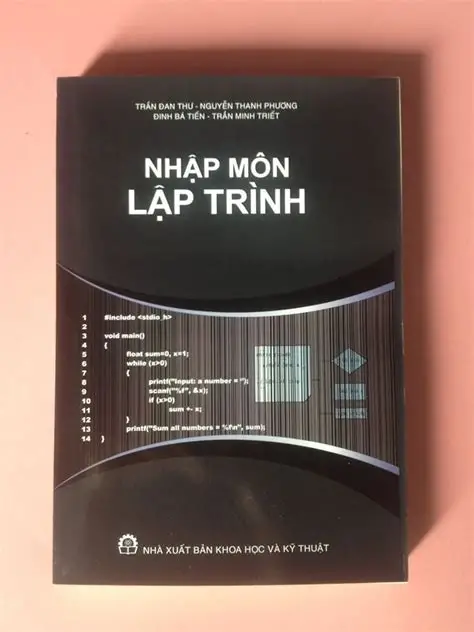 TRẦN ĐAN THƯ - NGUYỄN THANH PHƯƠNG
ĐINH BÁ TIẾN - TRẦN MINH TRIẾT
NHẬP MÔN
LẬP TRÌNH
1 #include <stdio_h>
2
3 void main()
4 {
5 float sum=0, x=1;
6 while (x>0)
7 {
8 printf("Input: a number = ");
9 scanf("%f", &x);
10 if (x>0)
11 sum += x;
12 }
13 printf("Sum all numbers = %f\n", sum);
14 }
NHÀ XUẤT BẢN KHOA HỌC VÀ KỸ THUẬT